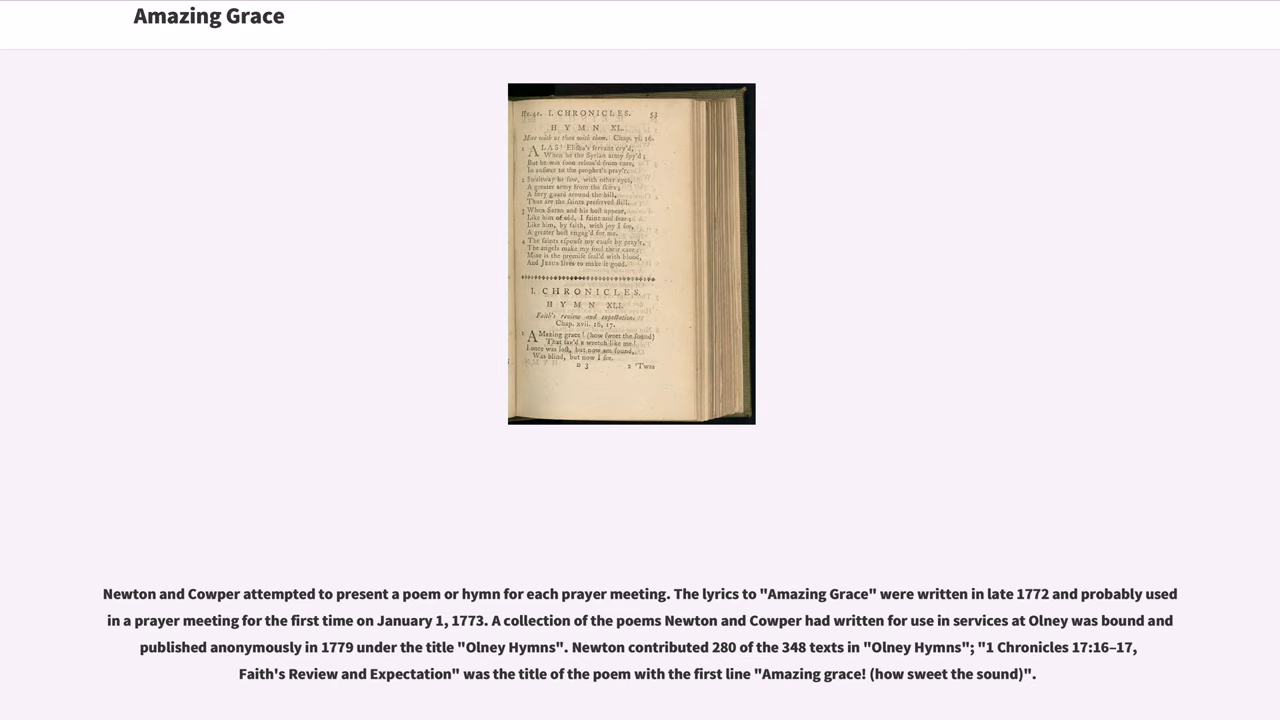 Amazing Grace
I. CHRONICLES. 53
HYMN XL.
Chap. vi. 16.
1 ALAS! Elisha's servant cry'd,
When he the Syrian army spy'd;
But he was soon releas'd from care,
In answer to the prophet's pray'r.
2 Straitway he saw, with other eyes,
A greater army from the skies;
A fiery guard around the hill,
Thus are the saints preserved still.
3 When Satan and his host appear,
Like him of old, I faint and fear;
Like him, by faith, with joy I see,
A greater host engag'd for me.
4 The saints espouse my cause by pray'r,
The angels make my soul their care;
Mine is the promise seal'd with blood,
And JESUS lives to make it good.
I. CHRONICLES.
HYMN XLI.
Faith's review and expectation.
Chap. xvii. 16, 17.
1 AMazing grace! (how sweet the sound)
That sav'd a wretch like me!
I once was lost, but now am found,
Was blind, but now I see.
D 3 2 'Twas
Newton and Cowper attempted to present a poem or hymn for each prayer meeting. The lyrics to "Amazing Grace" were written in late 1772 and probably used
in a prayer meeting for the first time on January 1, 1773. A collection of the poems Newton and Cowper had written for use in services at Olney was bound and
published anonymously in 1779 under the title "Olney Hymns". Newton contributed 280 of the 348 texts in "Olney Hymns"; "1 Chronicles 17:16–17,
Faith's Review and Expectation" was the title of the poem with the first line "Amazing grace! (how sweet the sound)".